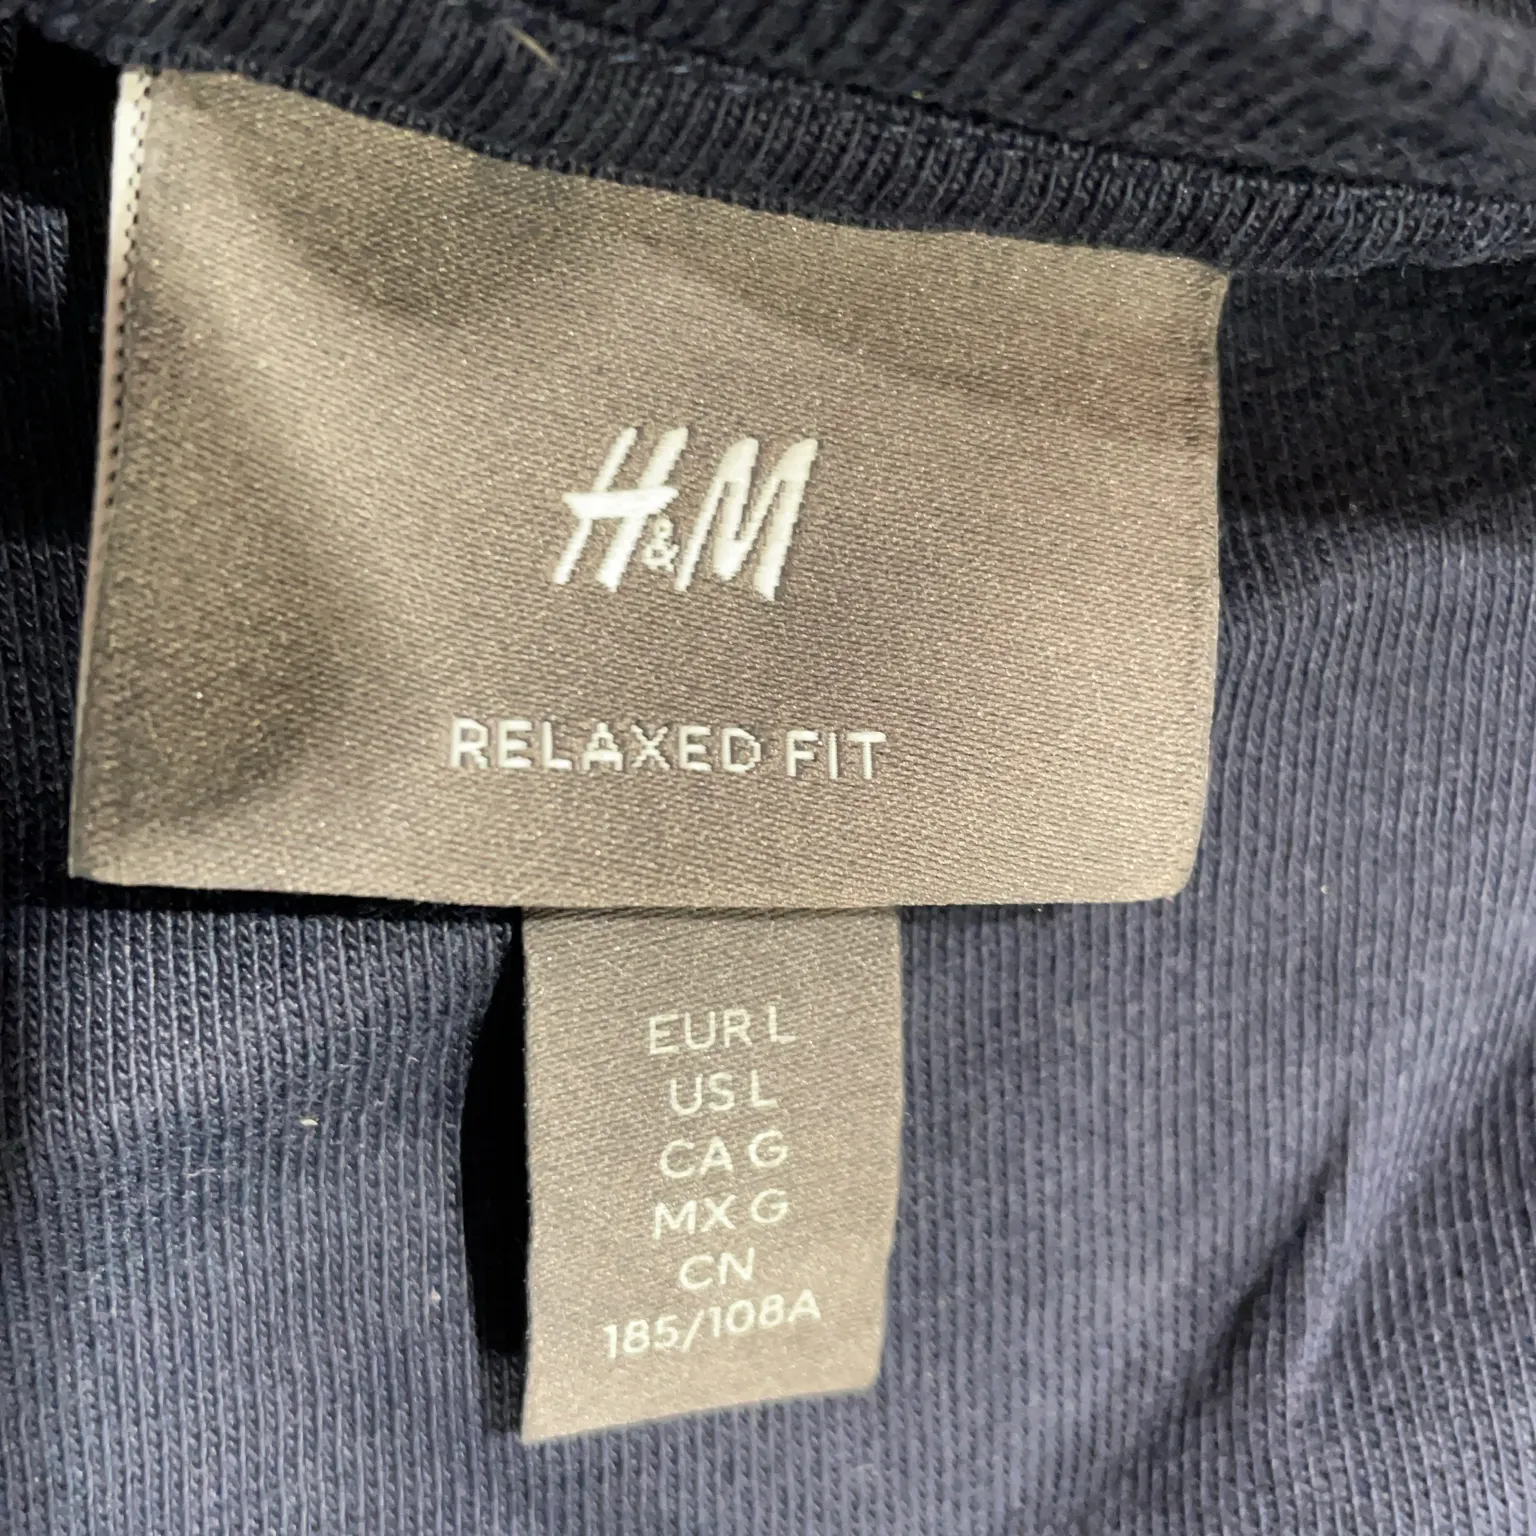 H&M
RELAXED FIT
EUR L
US L
CA G
MX G
CN
185/108A